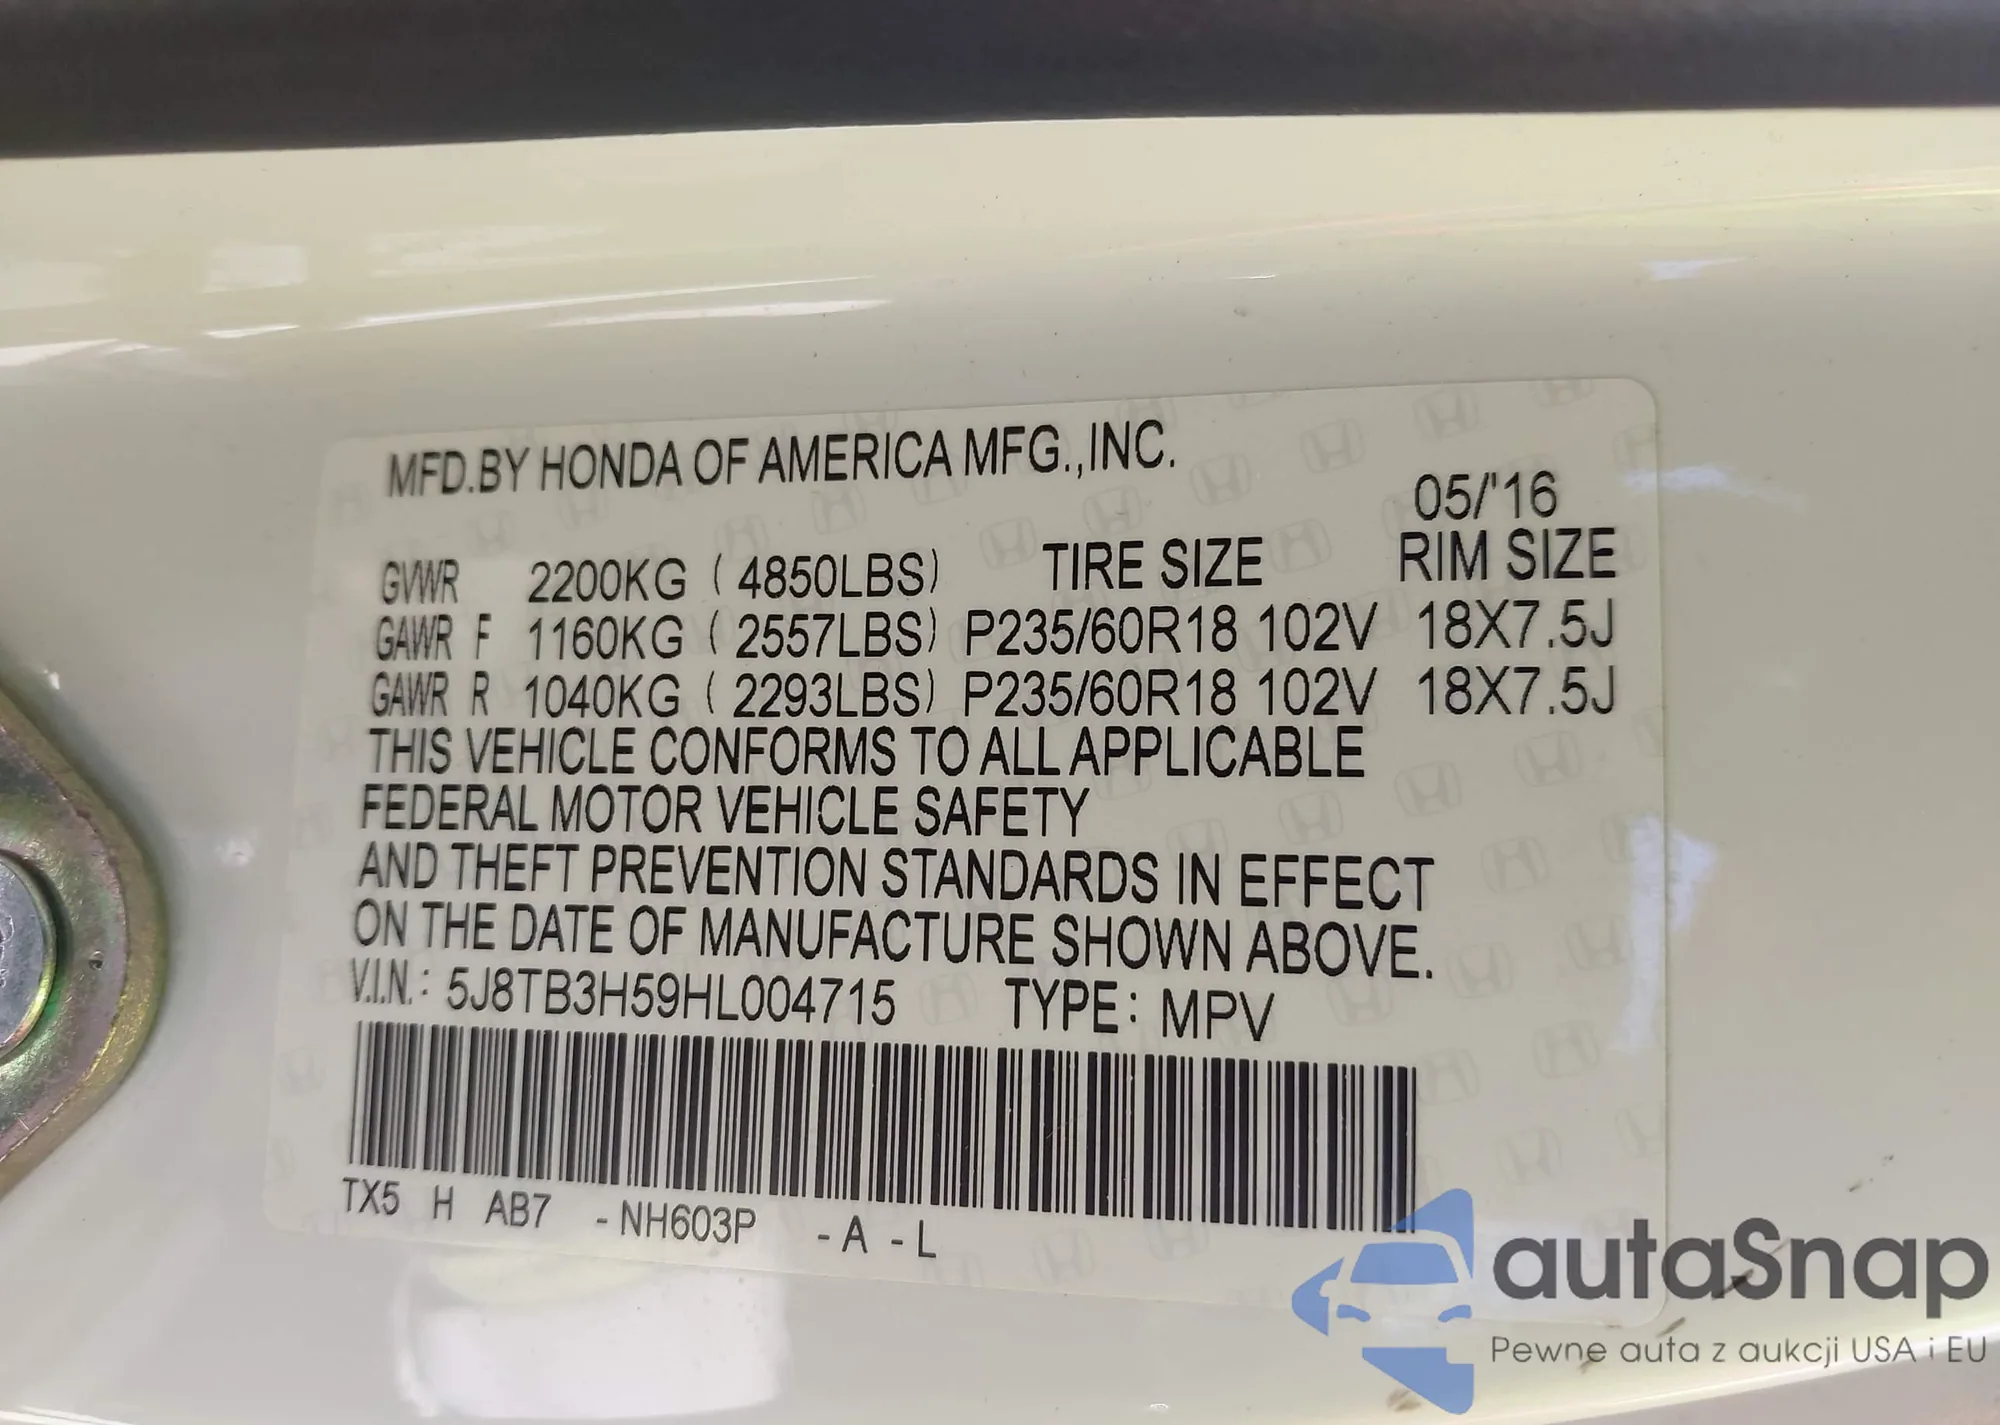 MFD.BY HONDA OF AMERICA MFG.,INC.
05/'16
GVWR 2200KG ( 4850LBS) TIRE SIZE RIM SIZE
GAWR F 1160KG ( 2557LBS) P235/60R18 102V 18X7.5J
GAWR R 1040KG ( 2293LBS) P235/60R18 102V 18X7.5J
THIS VEHICLE CONFORMS TO ALL APPLICABLE
FEDERAL MOTOR VEHICLE SAFETY
AND THEFT PREVENTION STANDARDS IN EFFECT
ON THE DATE OF MANUFACTURE SHOWN ABOVE.
V.I.N.: 5J8TB3H59HL004715 TYPE: MPV
TX5 H AB7 -NH603P -A -L
autaSnap
Pewne auta z aukcji USA i EU